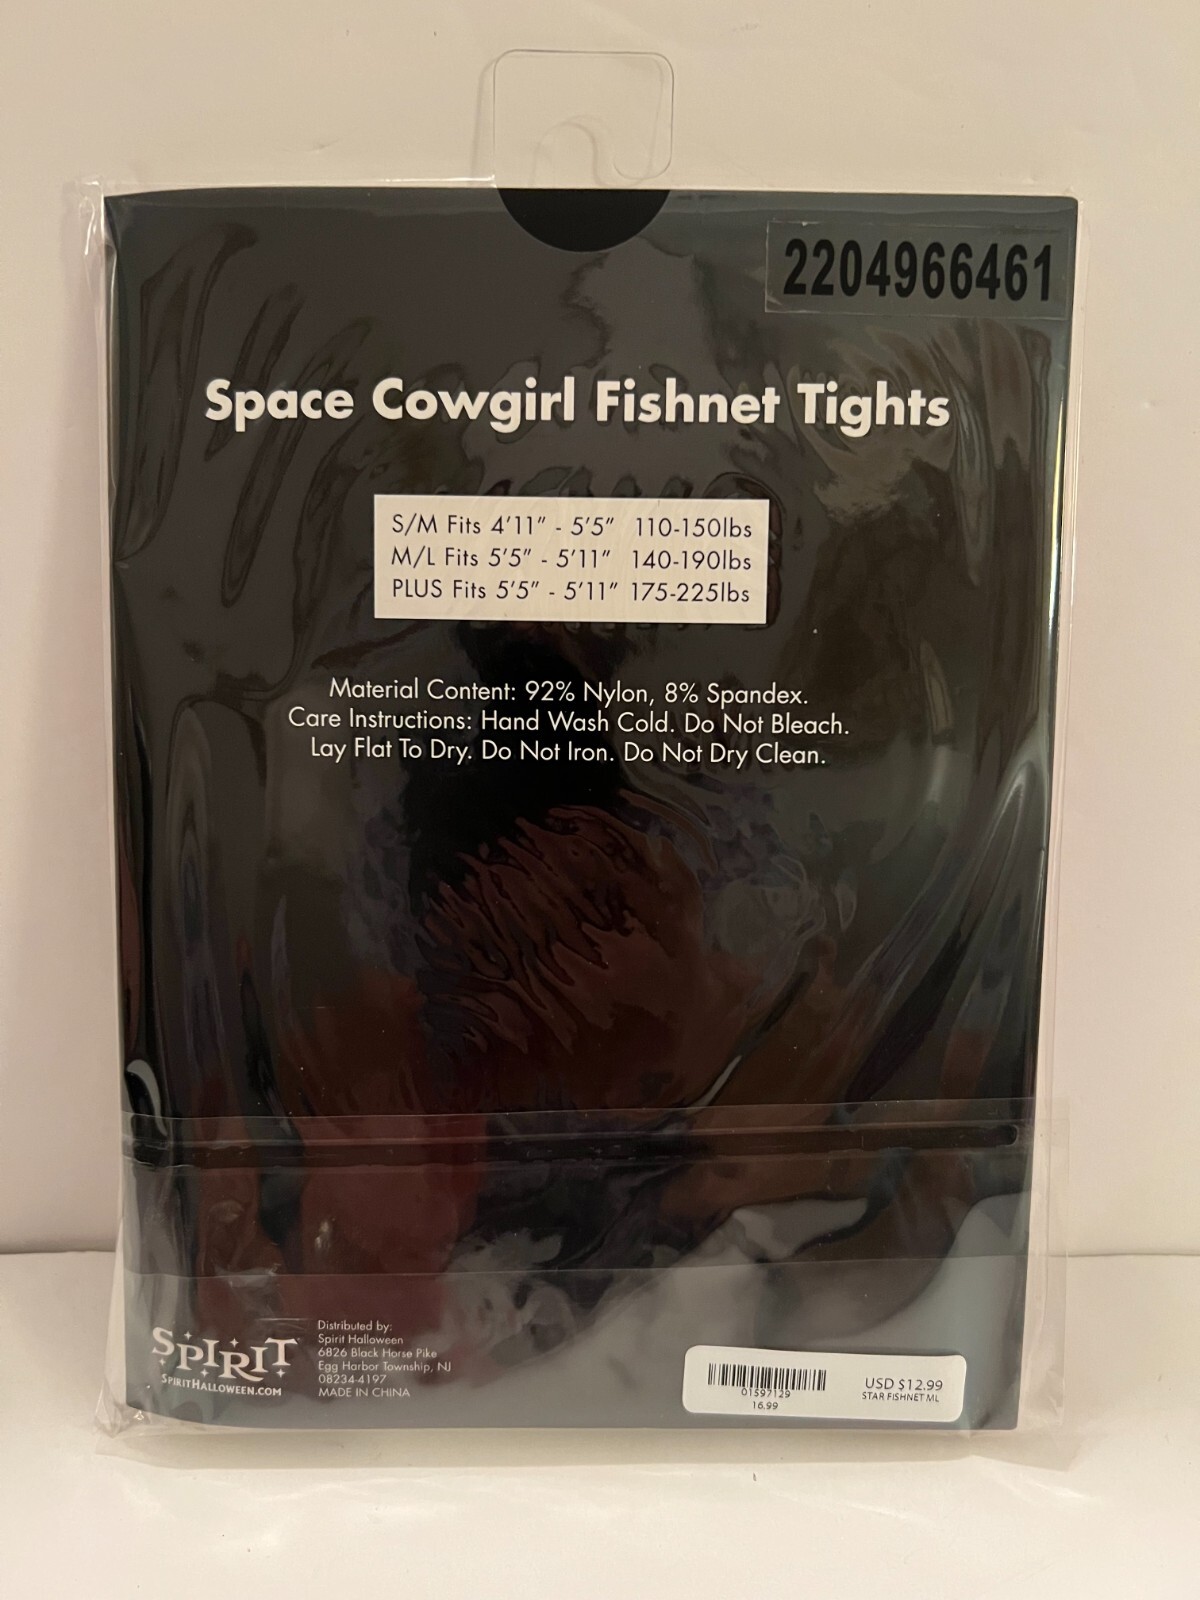 2204966461
Space Cowgirl Fishnet Tights
S/M Fits 4'11" - 5'5" 110-150lbs
M/L Fits 5'5" - 5'11" 140-190lbs
PLUS Fits 5'5" - 5'11" 175-225lbs
Material Content: 92% Nylon, 8% Spandex.
Care Instructions: Hand Wash Cold. Do Not Bleach.
Lay Flat To Dry. Do Not Iron. Do Not Dry Clean.
SPIRIT
SPIRITHALLOWEEN.COM
Distributed by:
Spirit Halloween
6826 Black Horse Pike
Egg Harbor Township, NJ
08234-4197
MADE IN CHINA
01597129
16.99
USD $12.99
STAR FISHNET ML